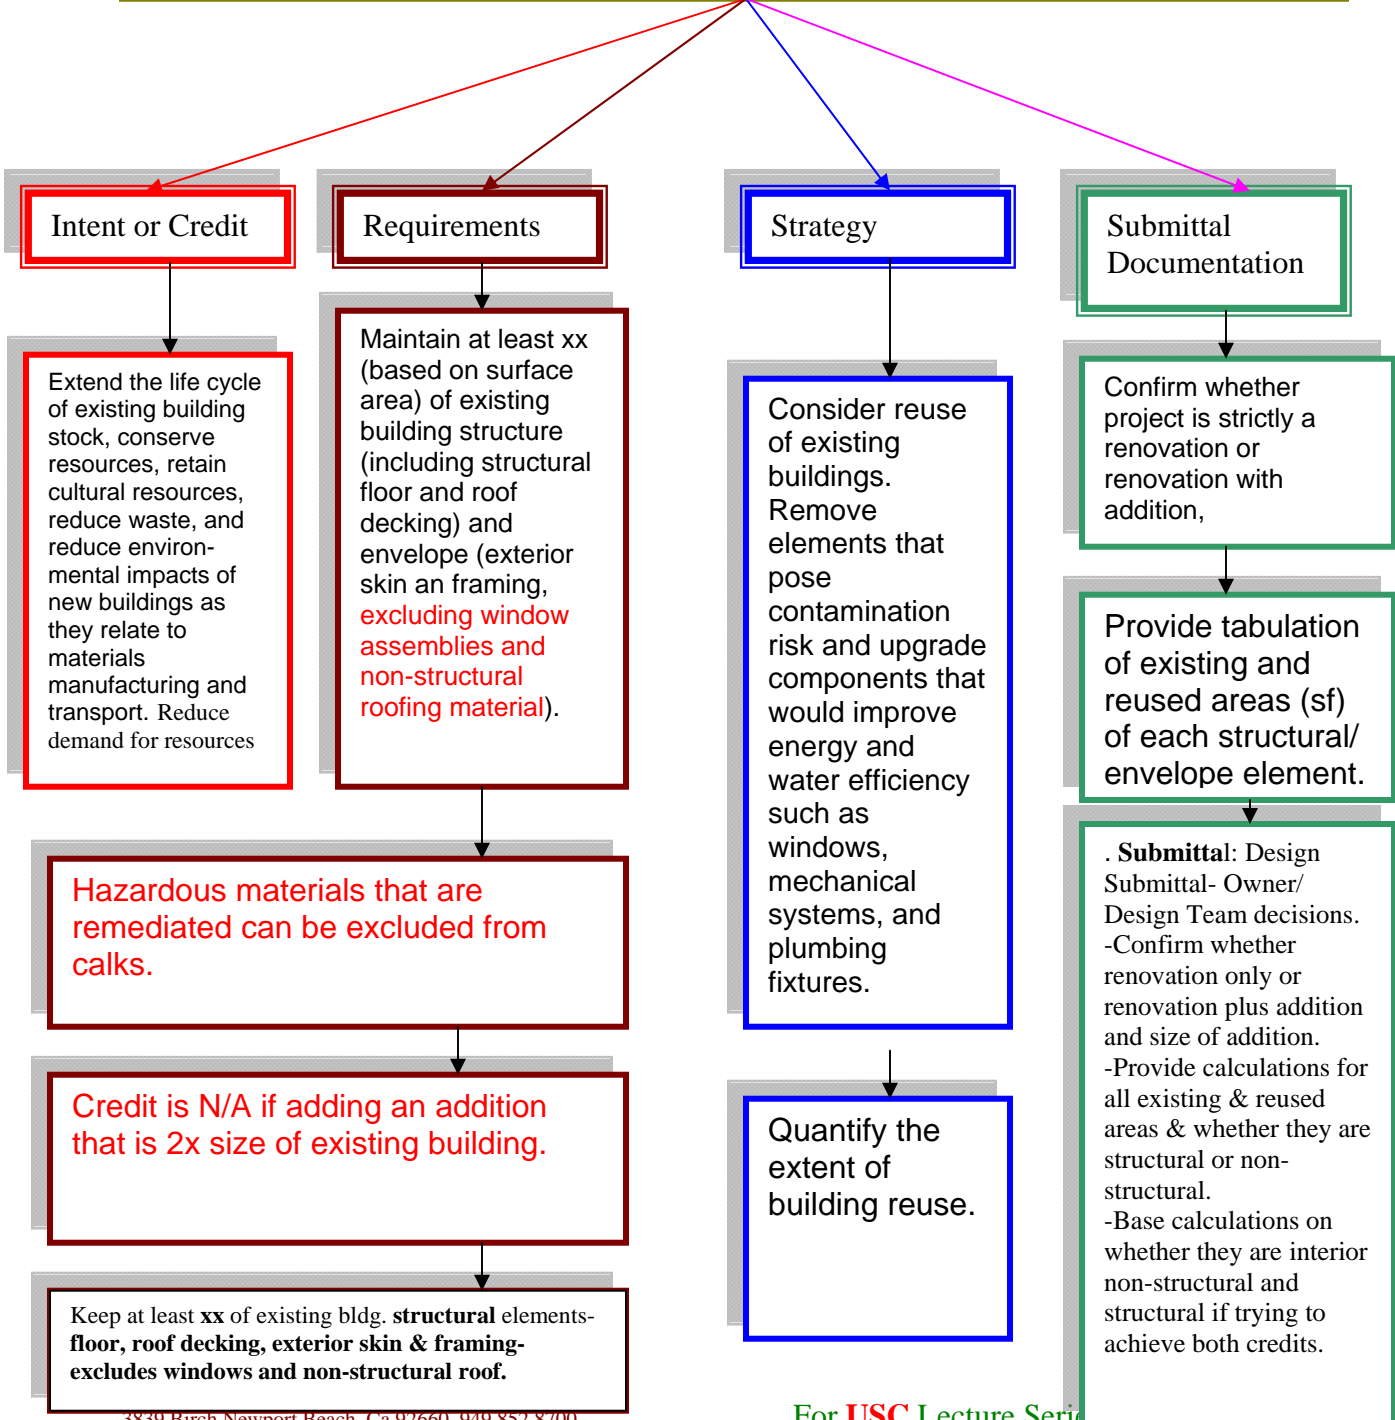 Intent or Credit
Requirements
Strategy
Submittal
Documentation
Extend the life cycle
of existing building
stock, conserve
resources, retain
cultural resources,
reduce waste, and
reduce environ-
mental impacts of
new buildings as
they relate to
materials
manufacturing and
transport. Reduce
demand for resources
Maintain at least xx
(based on surface
area) of existing
building structure
(including structural
floor and roof
decking) and
envelope (exterior
skin an framing,
excluding window
assemblies and
non-structural
roofing material).
Hazardous materials that are
remediated can be excluded from
calks.
Credit is N/A if adding an addition
that is 2x size of existing building.
Keep at least xx of existing bldg. structural elements-
floor, roof decking, exterior skin & framing-
excludes windows and non-structural roof.
Consider reuse
of existing
buildings.
Remove
elements that
pose
contamination
risk and upgrade
components that
would improve
energy and
water efficiency
such as
windows,
mechanical
systems, and
plumbing
fixtures.
Quantify the
extent of
building reuse.
Confirm whether
project is strictly a
renovation or
renovation with
addition,
Provide tabulation
of existing and
reused areas (sf)
of each structural/
envelope element.
. Submittal: Design
Submittal- Owner/
Design Team decisions.
-Confirm whether
renovation only or
renovation plus addition
and size of addition.
-Provide calculations for
all existing & reused
areas & whether they are
structural or non-
structural.
-Base calculations on
whether they are interior
non-structural and
structural if trying to
achieve both credits.
3839 Birch Newport Beach, Ca 92660 949 852 8700
For USC Lecture Serie